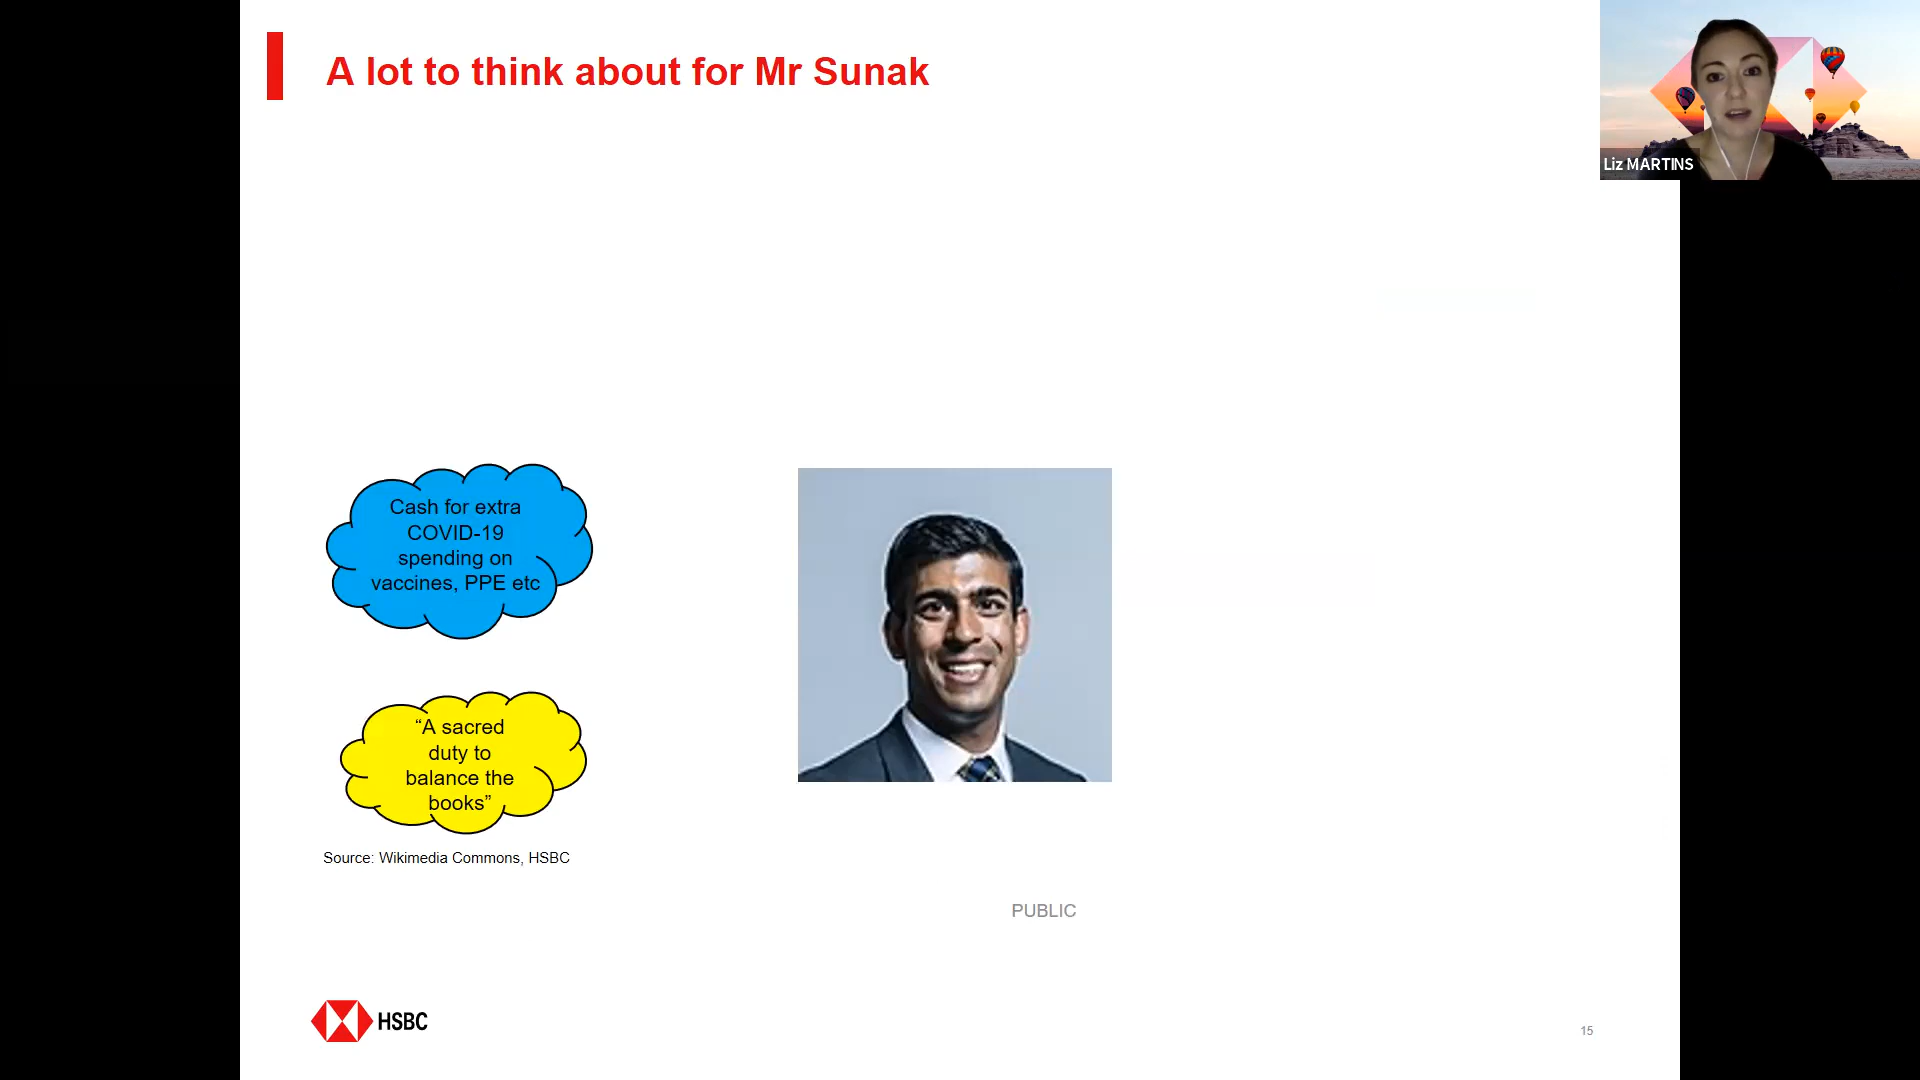 A lot to think about for Mr Sunak
Liz MARTINS
Cash for extra
COVID-19
spending on
vaccines, PPE etc
“A sacred
duty to
balance the
books”
Source: Wikimedia Commons, HSBC
PUBLIC
HSBC
15